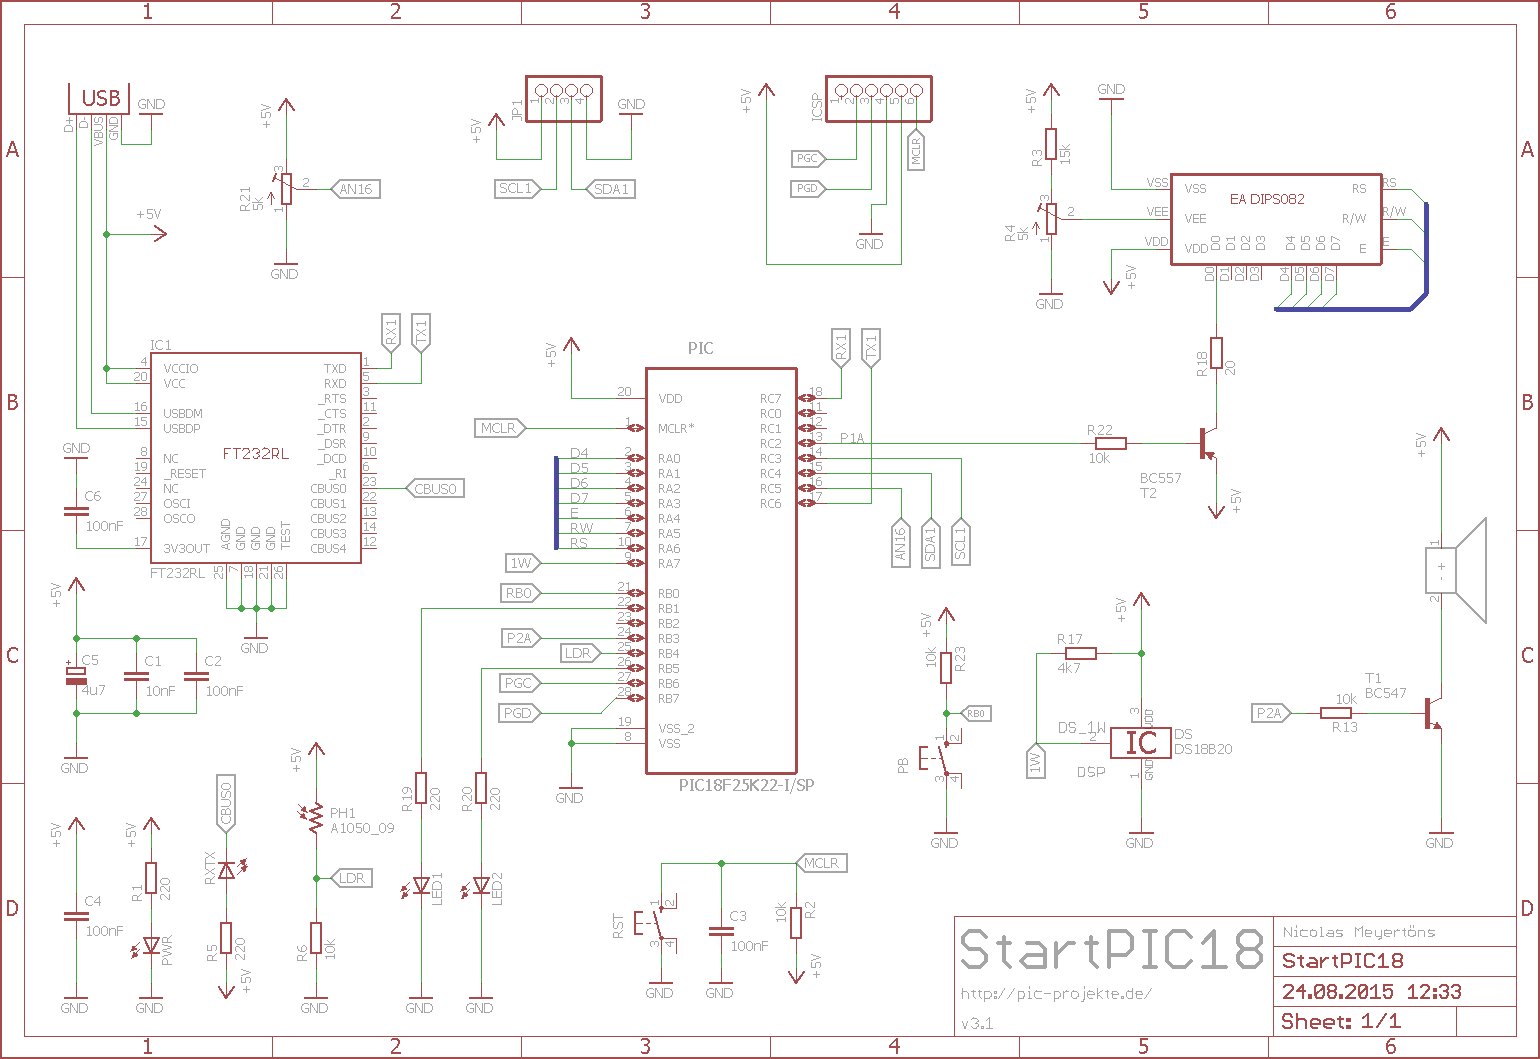 1 2 3 4 5 6
A
B
C
D
A
B
C
D
USB
D+
D-
VBUS
GND
GND
+5V
+5V
R21
5k
3
2
1
AN16
GND
JP1
1 2 3 4
+5V
GND
SCL1
SDA1
ICSP
1 2 3 4 5 6
+5V
PGC
PGD
MCLR
GND
+5V
R3
15k
R4
5k
3
2
1
GND
GND
VSS
VEE
VDD
+5V
EA DIPS082
VSS
VEE
VDD
D0 D1 D2 D3 D4 D5 D6 D7
RS
R/W
E
RS
R/W
E
D0 D1 D2 D3 D4 D5 D6 D7
R18
20
IC1
RX1
TX1
4 VCCIO
20 VCC
16 USBDM
15 USBDP
8 NC
19 _RESET
24 NC
27 OSCI
28 OSCO
17 3V3OUT
FT232RL
TXD 1
RXD 5
_RTS 3
_CTS 11
_DTR 2
_DSR 9
_DCD 10
_RI 6
CBUS0 23
CBUS1 22
CBUS2 13
CBUS3 14
CBUS4 12
AGND GND GND GND TEST
25 7 18 21 26
FT232RL
CBUS0
GND
GND
C6
100nF
+5V
C5
4u7
C1
10nF
C2
100nF
GND
PIC
+5V
20 VDD
MCLR
1 MCLR*
D4 2 RA0
D5 3 RA1
D6 4 RA2
D7 5 RA3
E 6 RA4
RW 7 RA5
RS 10 RA6
1W 9 RA7
RB0 21 RB0
22 RB1
23 RB2
P2A 24 RB3
LDR 25 RB4
26 RB5
PGC 27 RB6
PGD 28 RB7
19 VSS_2
8 VSS
GND
PIC18F25K22-I/SP
RX1
TX1
RC7 18
RC0 11
RC1 12
RC2 13 P1A
RC3 14
RC4 15
RC5 16
RC6 17
AN16
SDA1
SCL1
R22
10k
BC557
T2
+5V
+5V
1
+
-
2
+5V
R23
10k
RB0
PB
1 2
3 4
GND
+5V
R17
4k7
DS_1W
2
3
VDD
IC
DS
DS18B20
DSP
1
GND
1W
GND
P2A
10k
R13
T1
BC547
GND
+5V
C4
100nF
GND
+5V
R1
220
PWR
GND
CBUS0
RXTX
R5
220
+5V
+5V
PH1
A1050_09
LDR
R6
10k
GND
R19
220
LED1
GND
R20
220
LED2
GND
RST
1 2
3 4
GND
C3
100nF
GND
MCLR
10k
R2
+5V
StartPIC18
http://pic-projekte.de/
v3.1
Nicolas Meyertöns
StartPIC18
24.08.2015 12:33
Sheet: 1/1
1 2 3 4 5 6